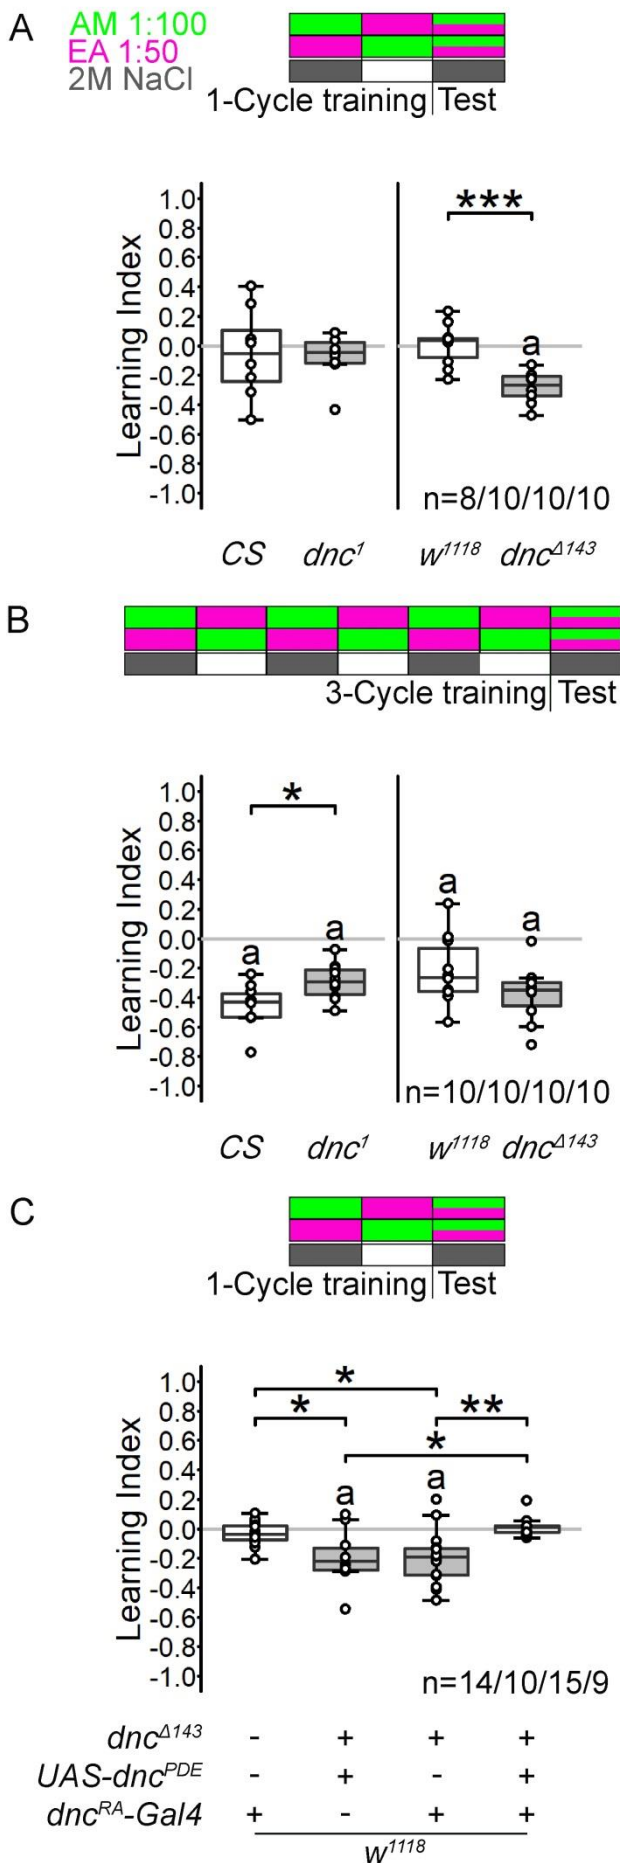 A
AM 1:100
EA 1:50
2M NaCl
1-Cycle training Test
Learning Index
1.0
0.8
0.6
0.4
0.2
0.0
-0.2
-0.4
-0.6
-0.8
-1.0
***
a
n=8/10/10/10
CS dnc¹ w¹¹¹⁸ dnc^Δ143
B
3-Cycle training Test
Learning Index
1.0
0.8
0.6
0.4
0.2
0.0
-0.2
-0.4
-0.6
-0.8
-1.0
*
a a a a
n=10/10/10/10
CS dnc¹ w¹¹¹⁸ dnc^Δ143
C
1-Cycle training Test
Learning Index
1.0
0.8
0.6
0.4
0.2
0.0
-0.2
-0.4
-0.6
-0.8
-1.0
*
* **
*
a a
n=14/10/15/9
dnc^Δ143 - + + +
UAS-dnc^PDE - + - +
dnc^RA-Gal4 + - + +
w¹¹¹⁸